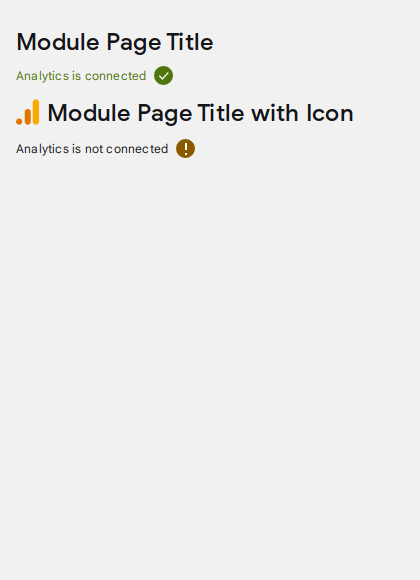 Module Page Title
Analytics is connected
Module Page Title with Icon
Analytics is not connected